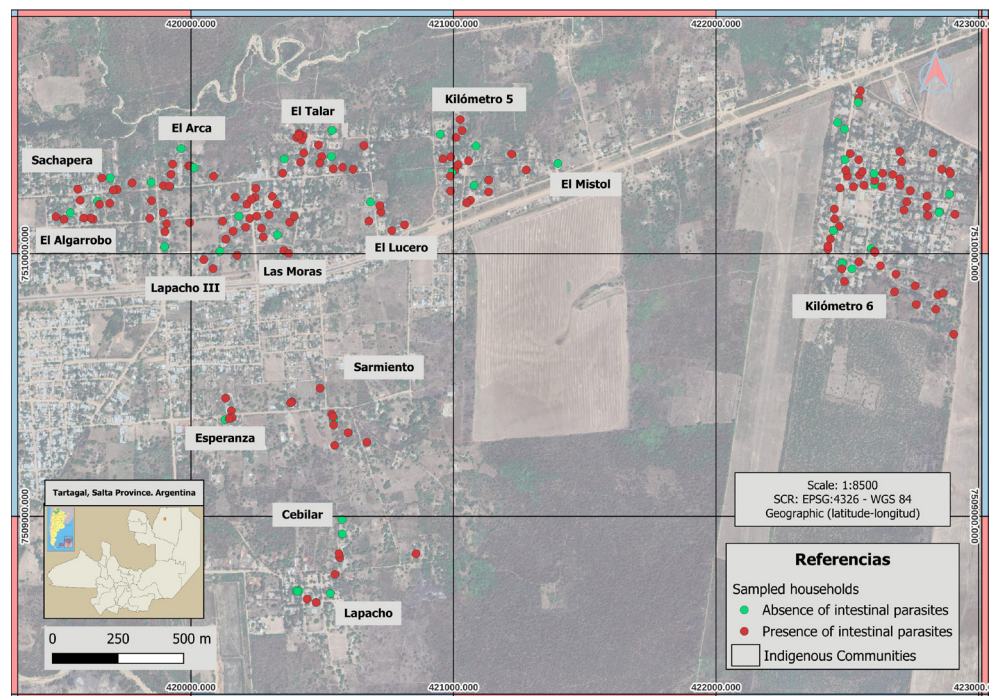 420000.000 421000.000 422000.000 423000.000
Kilómetro 5
El Talar
El Arca
Sachapera
El Mistol
El Algarrobo
El Lucero
Las Moras
Lapacho III
7510000.000
7510000.000
Kilómetro 6
Sarmiento
Esperanza
Tartagal, Salta Province. Argentina
Scale: 1:8500
SCR: EPSG:4326 - WGS 84
Geographic (latitude-longitud)
Cebilar
7509000.000
7509000.000
Lapacho
Referencias
Sampled households
Absence of intestinal parasites
Presence of intestinal parasites
Indigenous Communities
0 250 500 m
420000.000 421000.000 422000.000 423000.000